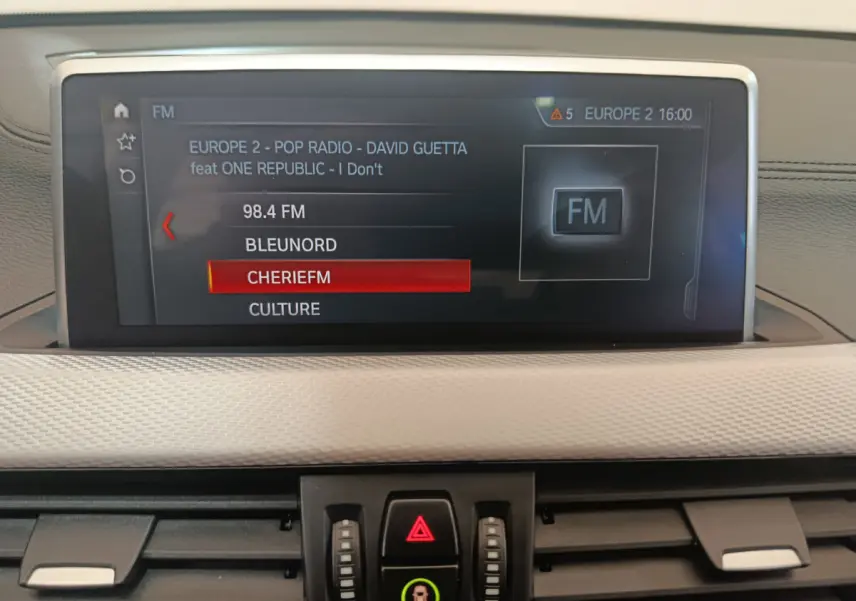 FM
5 EUROPE 2 16:00
EUROPE 2 - POP RADIO - DAVID GUETTA
feat ONE REPUBLIC - I Don't
98.4 FM
BLEUNORD
CHERIEFM
CULTURE
FM